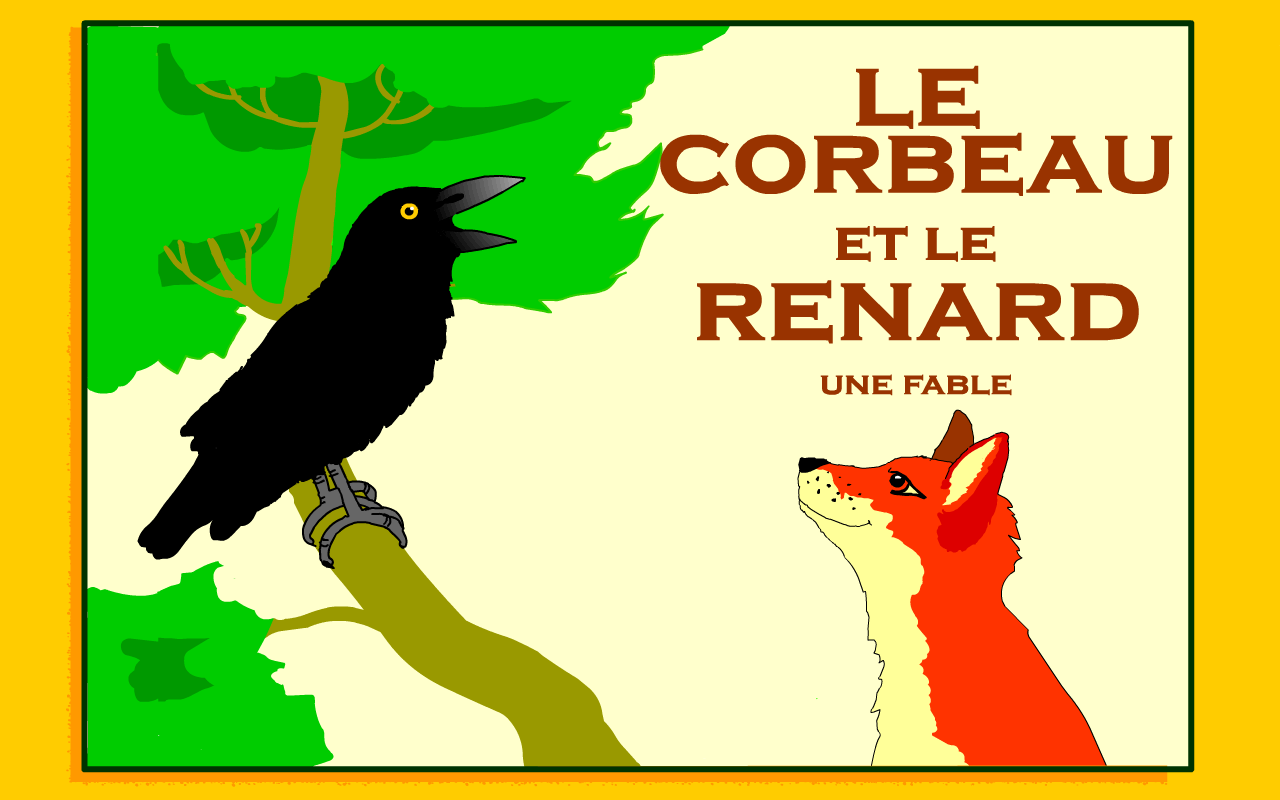 LE
CORBEAU
ET LE
RENARD
UNE FABLE